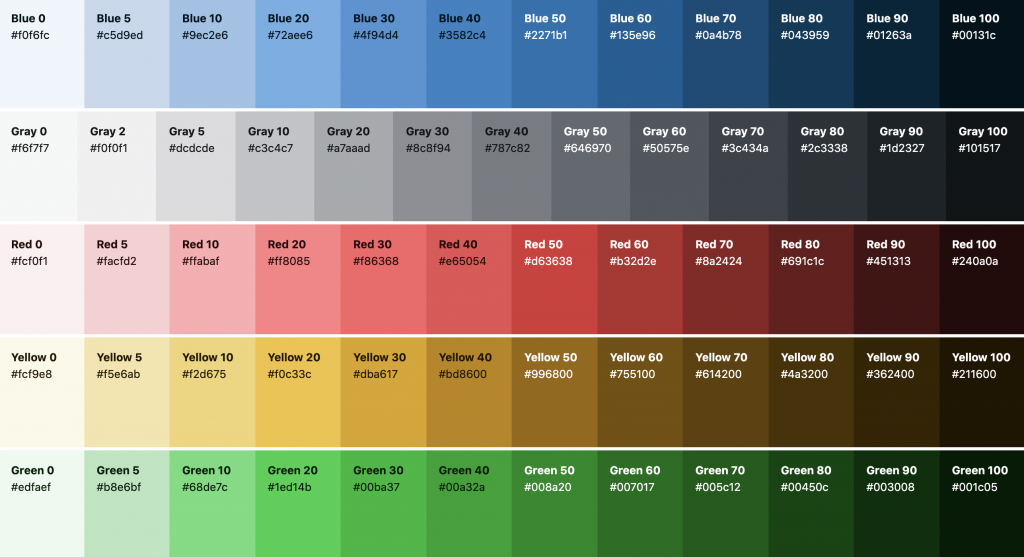 Blue 0 Blue 5 Blue 10 Blue 20 Blue 30 Blue 40 Blue 50 Blue 60 Blue 70 Blue 80 Blue 90 Blue 100
#f0f6fc #c5d9ed #9ec2e6 #72aee6 #4f94d4 #3582c4 #2271b1 #135e96 #0a4b78 #043959 #01263a #00131c
Gray 0 Gray 2 Gray 5 Gray 10 Gray 20 Gray 30 Gray 40 Gray 50 Gray 60 Gray 70 Gray 80 Gray 90 Gray 100
#f6f7f7 #f0f0f1 #dcdcde #c3c4c7 #a7aaad #8c8f94 #787c82 #646970 #50575e #3c434a #2c3338 #1d2327 #101517
Red 0 Red 5 Red 10 Red 20 Red 30 Red 40 Red 50 Red 60 Red 70 Red 80 Red 90 Red 100
#fcf0f1 #facfd2 #ffabaf #ff8085 #f86368 #e65054 #d63638 #b32d2e #8a2424 #691c1c #451313 #240a0a
Yellow 0 Yellow 5 Yellow 10 Yellow 20 Yellow 30 Yellow 40 Yellow 50 Yellow 60 Yellow 70 Yellow 80 Yellow 90 Yellow 100
#fcf9e8 #f5e6ab #f2d675 #f0c33c #dba617 #bd8600 #996800 #755100 #614200 #4a3200 #362400 #211600
Green 0 Green 5 Green 10 Green 20 Green 30 Green 40 Green 50 Green 60 Green 70 Green 80 Green 90 Green 100
#edfaef #b8e6bf #68de7c #1ed14b #00ba37 #00a32a #008a20 #007017 #005c12 #00450c #003008 #001c05